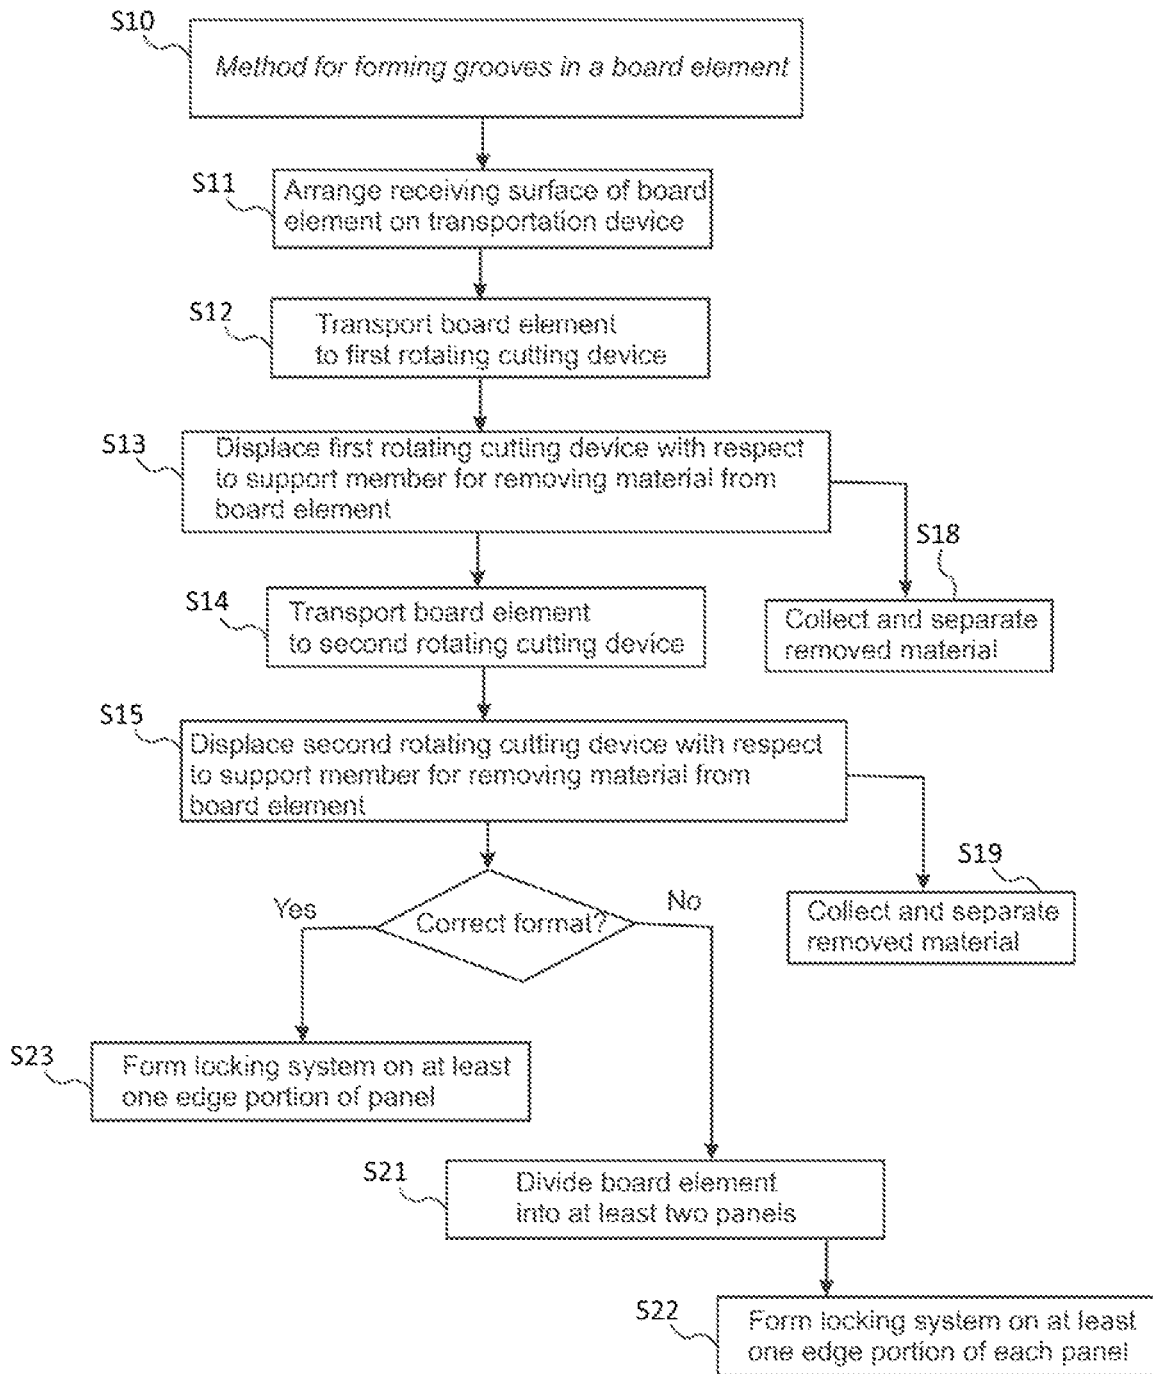 S10
Method for forming grooves in a board element
S11
Arrange receiving surface of board
element on transportation device
S12
Transport board element
to first rotating cutting device
S13
Displace first rotating cutting device with respect
to support member for removing material from
board element
S18
Collect and separate
removed material
S14
Transport board element
to second rotating cutting device
S15
Displace second rotating cutting device with respect
to support member for removing material from
board element
S19
Collect and separate
removed material
Yes
Correct formal?
No
S23
Form locking system on at least
one edge portion of panel
S21
Divide board element
into at least two panels
S22
Form locking system on at least
one edge portion of each panel